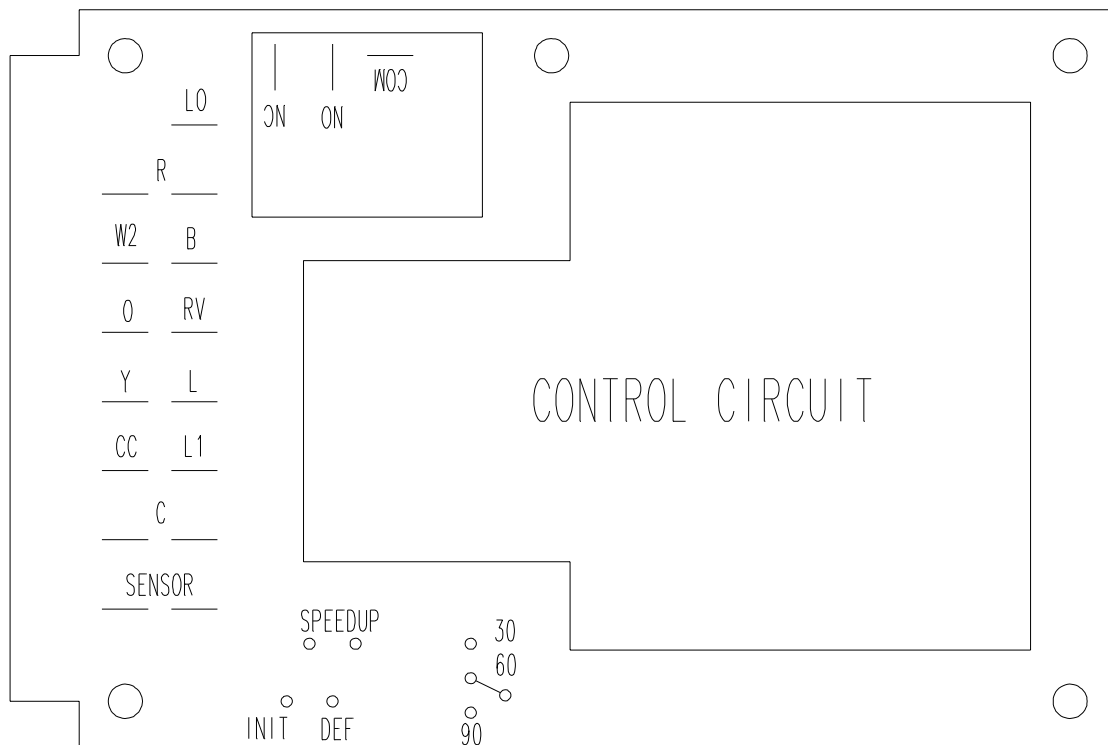 NC NO COM
LO
R
W2 B
O RV
Y L
CC L1
C
SENSOR
CONTROL CIRCUIT
SPEEDUP
30
60
90
INIT DEF